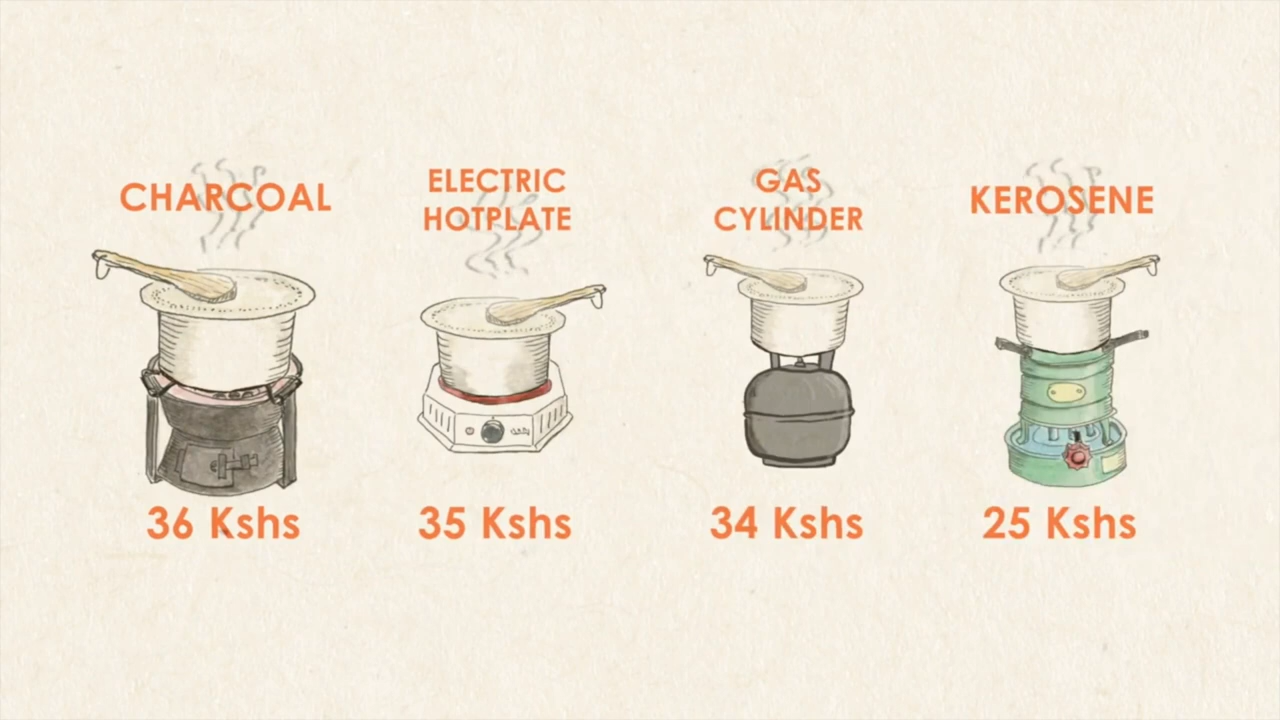 CHARCOAL
ELECTRIC
HOTPLATE
GAS
CYLINDER
KEROSENE
36 Kshs
35 Kshs
34 Kshs
25 Kshs